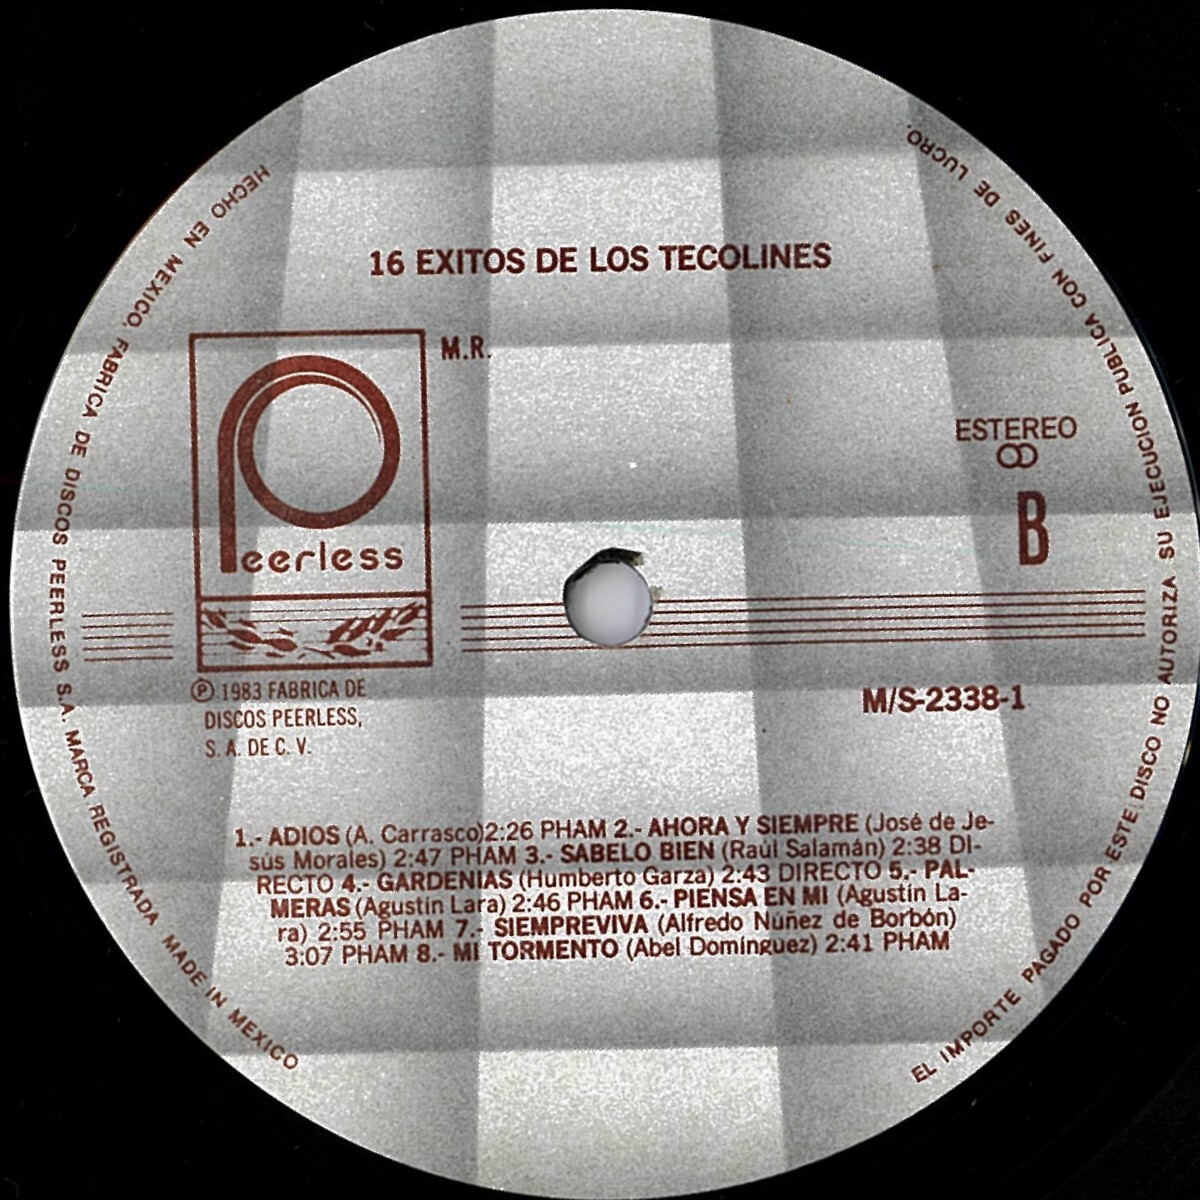 16 EXITOS DE LOS TECOLINES
M.R.
Peerless
ESTEREO
B
Ⓟ 1983 FABRICA DE
DISCOS PEERLESS,
S. A. DE C. V.
M/S-2338-1
1.- ADIOS (A. Carrasco)2:26 PHAM 2.- AHORA Y SIEMPRE (José de Je-
sús Morales) 2:47 PHAM 3.- SABELO BIEN (Raúl Salamán) 2:38 DI-
RECTO 4.- GARDENIAS (Humberto Garza) 2:43 DIRECTO 5.- PAL-
MERAS (Agustín Lara) 2:46 PHAM 6.- PIENSA EN MI (Agustín La-
ra) 2:55 PHAM 7.- SIEMPREVIVA (Alfredo Núñez de Borbón)
3:07 PHAM 8.- MI TORMENTO (Abel Domínguez) 2:41 PHAM
HECHO EN MEXICO. FABRICA DE DISCOS PEERLESS S.A. MARCA REGISTRADA MADE IN MEXICO
EL IMPORTE PAGADO POR ESTE DISCO NO AUTORIZA SU EJECUCION PUBLICA CON FINES DE LUCRO.